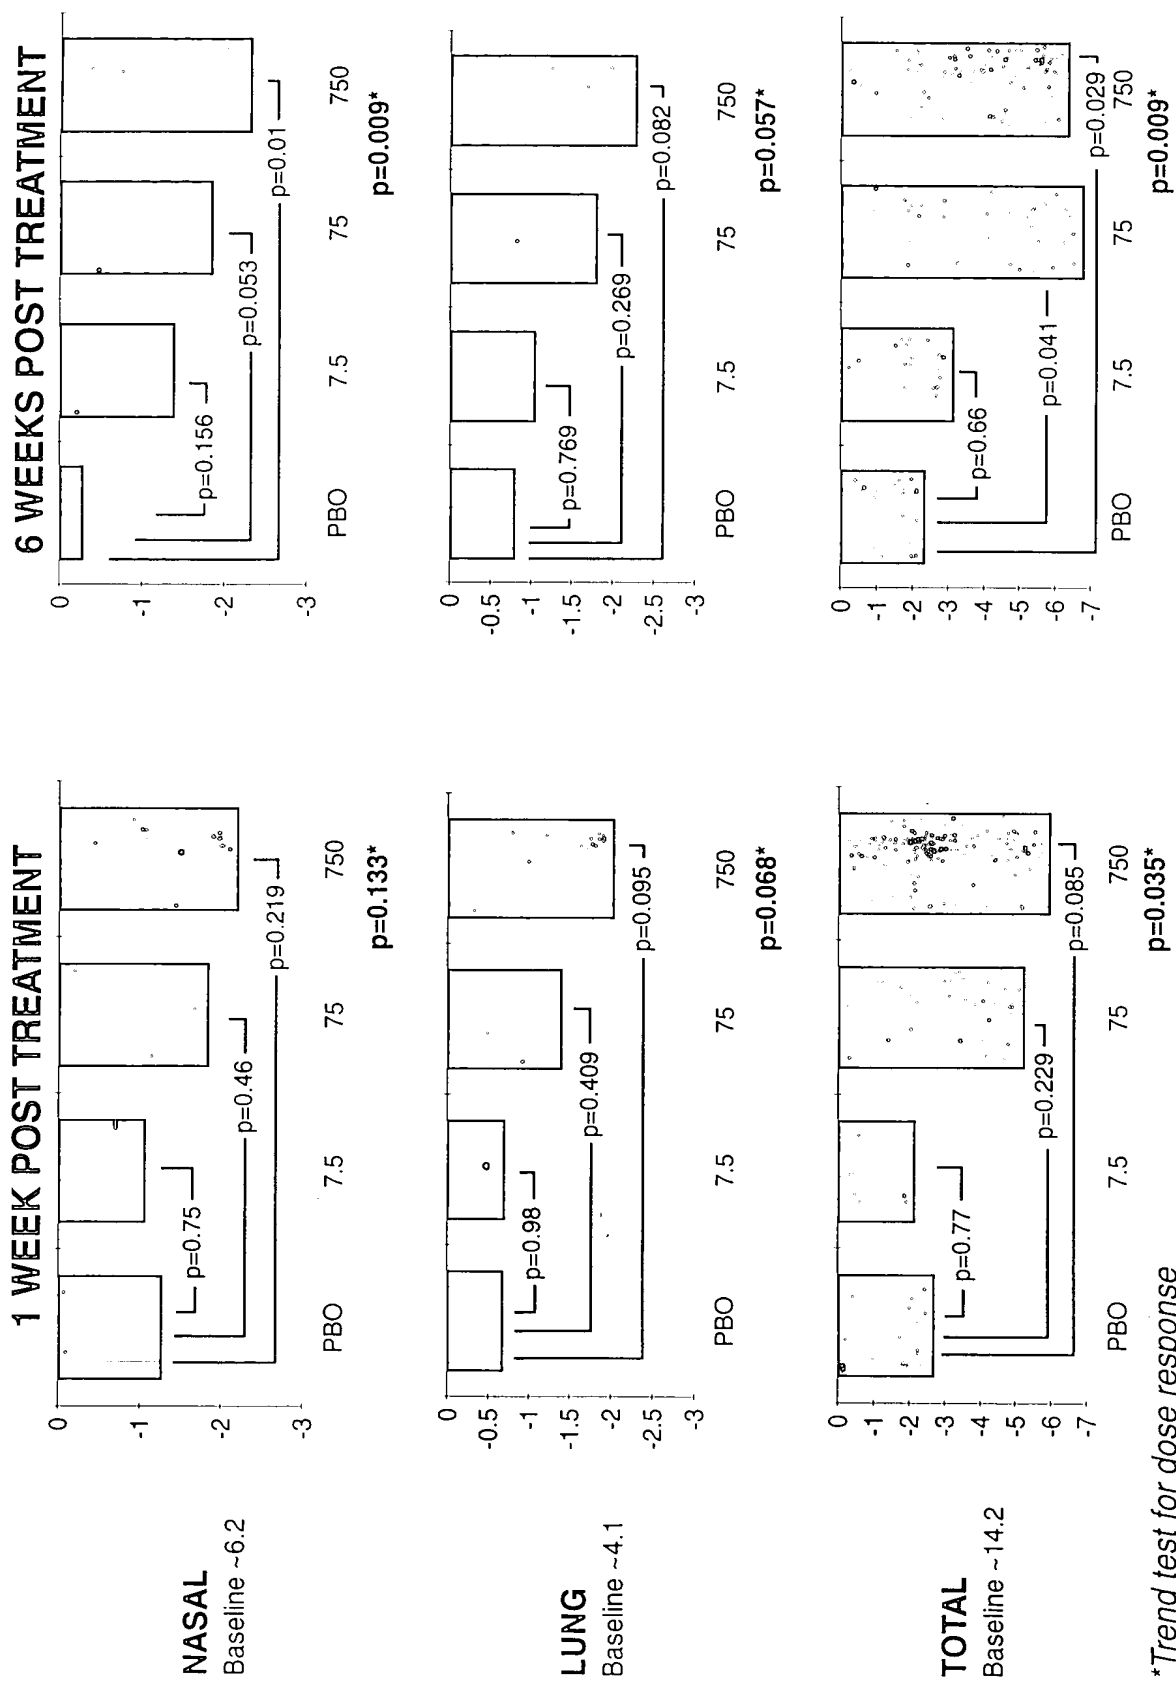 1 WEEK POST TREATMENT
6 WEEKS POST TREATMENT
NASAL
Baseline ~6.2
0
-1
-2
-3
p=0.75
p=0.46
p=0.219
PBO
7.5
75
750
p=0.133*
0
-1
-2
-3
p=0.156
p=0.053
p=0.01
PBO
7.5
75
750
p=0.009*
LUNG
Baseline ~4.1
0
-0.5
-1
-1.5
-2
-2.5
-3
p=0.98
p=0.409
p=0.095
PBO
7.5
75
750
p=0.068*
0
-0.5
-1
-1.5
-2
-2.5
-3
p=0.769
p=0.269
p=0.082
PBO
7.5
75
750
p=0.057*
TOTAL
Baseline ~14.2
0
-1
-2
-3
-4
-5
-6
-7
p=0.77
p=0.229
p=0.085
PBO
7.5
75
750
p=0.035*
0
-1
-2
-3
-4
-5
-6
-7
p=0.66
p=0.041
p=0.029
PBO
7.5
75
750
p=0.009*
*Trend test for dose response